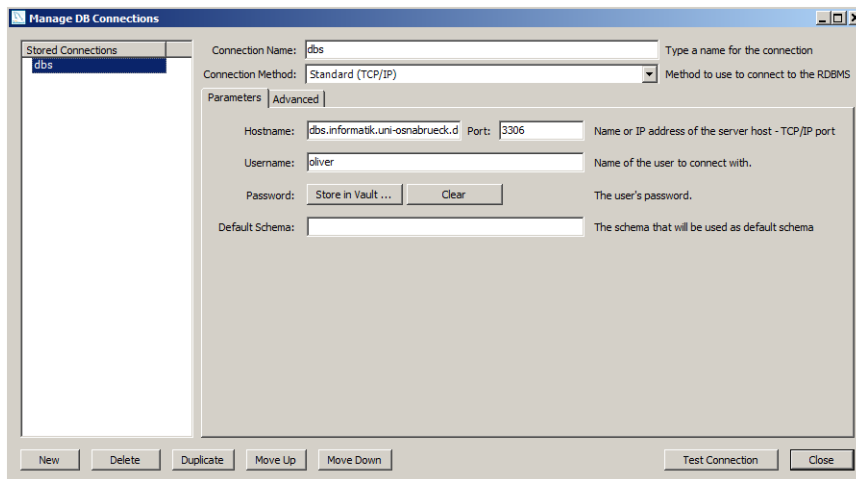 Manage DB Connections
Stored Connections
dbs
Connection Name: dbs Type a name for the connection
Connection Method: Standard (TCP/IP) Method to use to connect to the RDBMS
Parameters Advanced
Hostname: dbs.informatik.uni-osnabrueck.d Port: 3306 Name or IP address of the server host - TCP/IP port
Username: oliver Name of the user to connect with.
Password: Store in Vault ... Clear The user's password.
Default Schema: The schema that will be used as default schema
New Delete Duplicate Move Up Move Down Test Connection Close